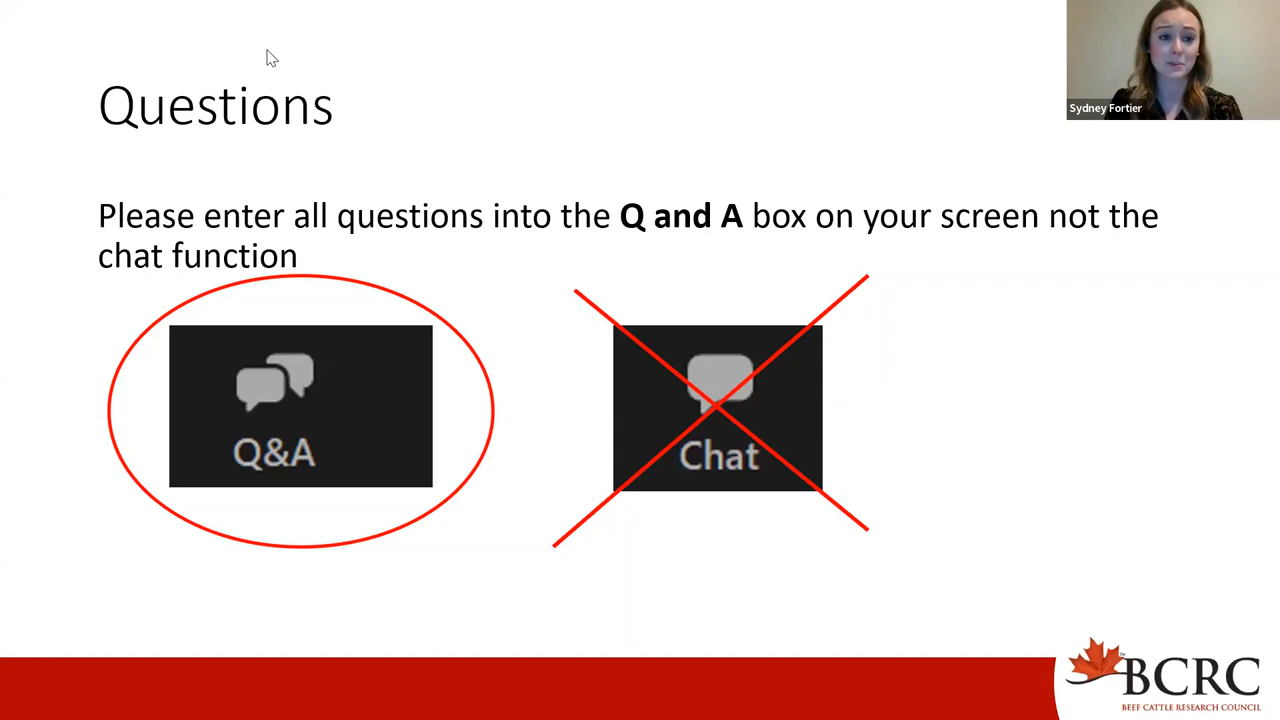 Sydney Fortier
Questions
Please enter all questions into the Q and A box on your screen not the
chat function
Q&A
Chat
BCRC
BEEF CATTLE RESEARCH COUNCIL